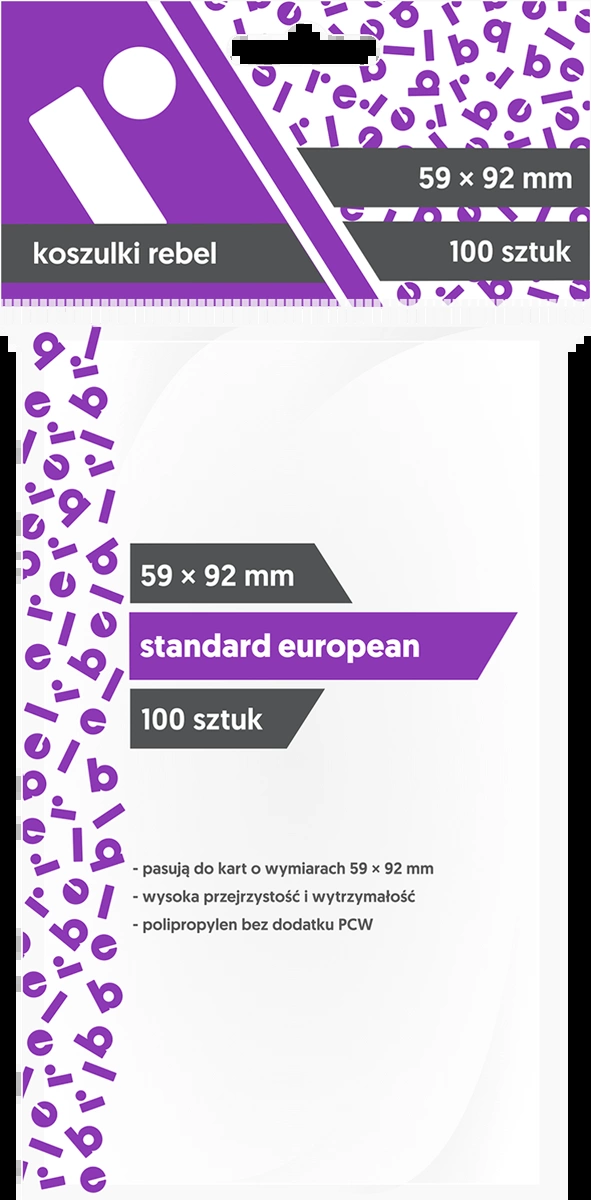 59 × 92 mm
koszulki rebel
100 sztuk
59 × 92 mm
standard european
100 sztuk
- pasują do kart o wymiarach 59 × 92 mm
- wysoka przejrzystość i wytrzymałość
- polipropylen bez dodatku PCW